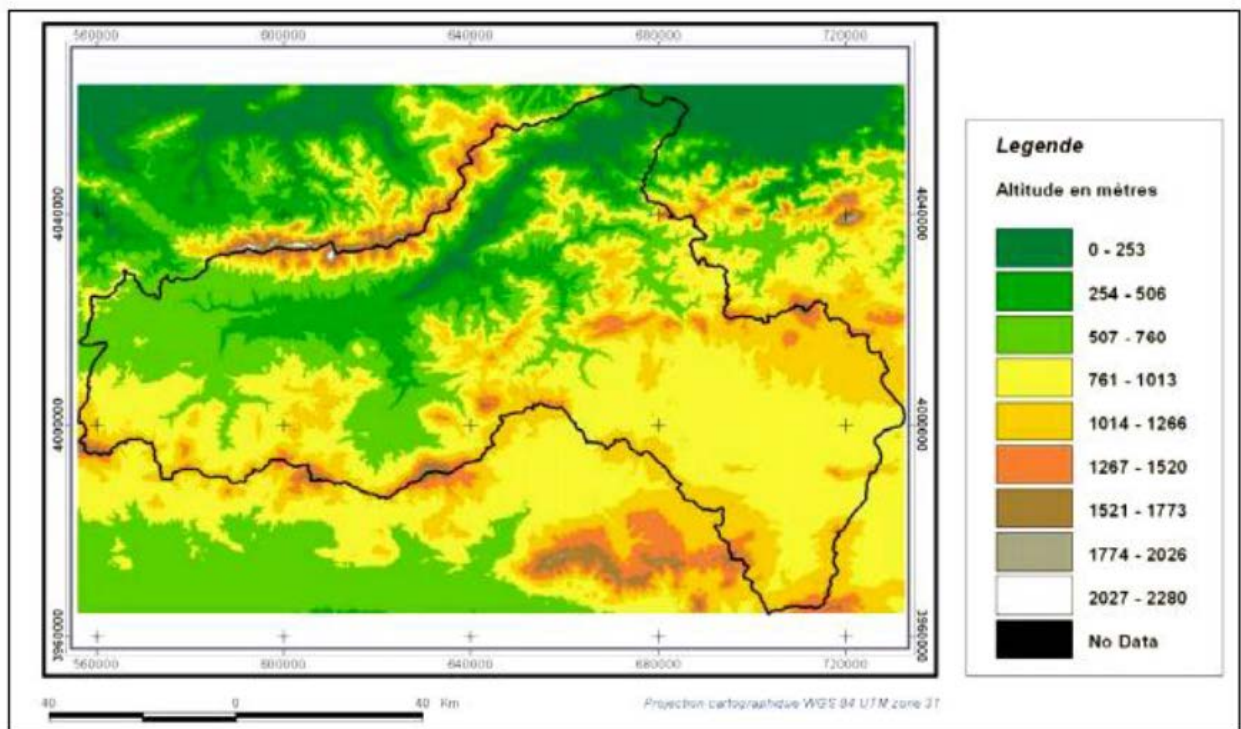 560000 600000 640000 680000 720000
4040000 4040000
4000000 4000000
3960000 3960000
560000 600000 640000 680000 720000
40 0 40 Km
Projection cartographique WGS 84 UTM zone 31
Legende
Altitude en mètres
0 - 253
254 - 506
507 - 760
761 - 1013
1014 - 1266
1267 - 1520
1521 - 1773
1774 - 2026
2027 - 2280
No Data